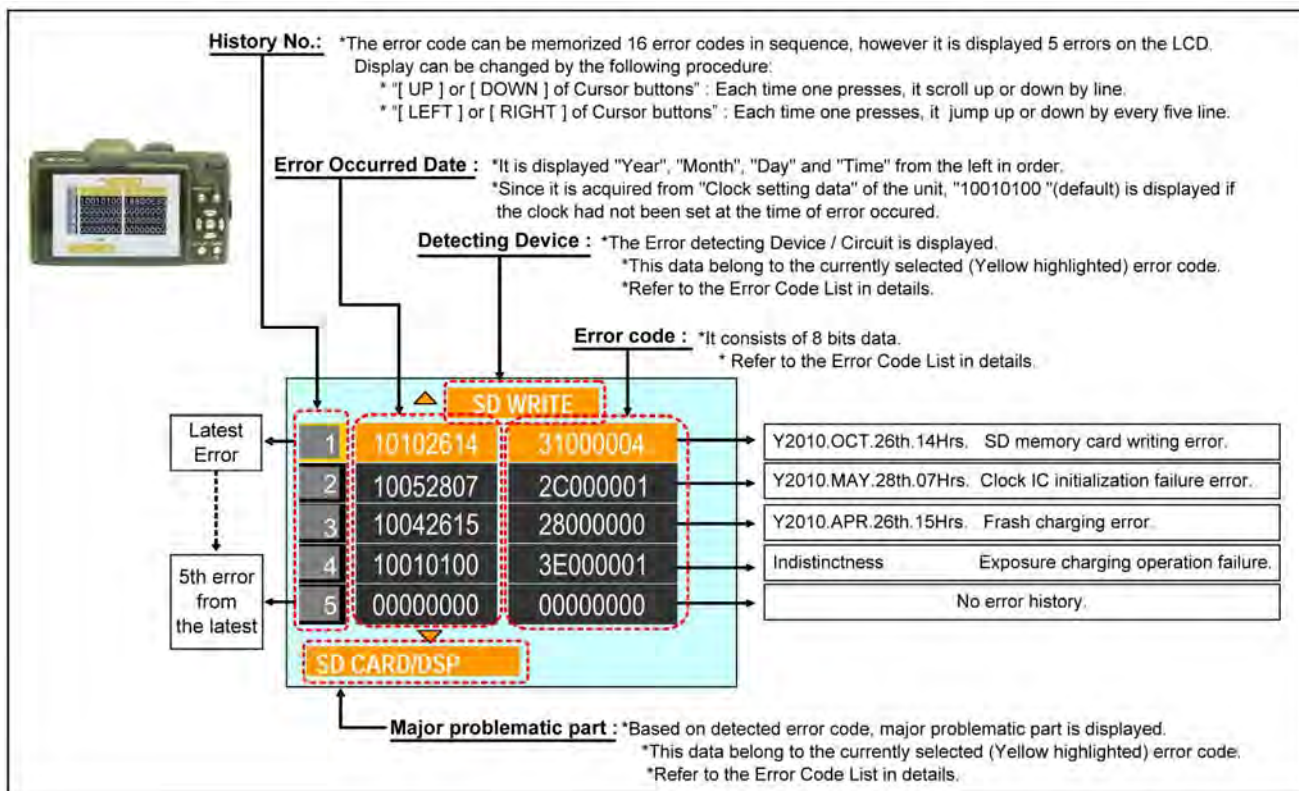 History No.: *The error code can be memorized 16 error codes in sequence, however it is displayed 5 errors on the LCD.
Display can be changed by the following procedure:
* "[ UP ] or [ DOWN ] of Cursor buttons" : Each time one presses, it scroll up or down by line.
* "[ LEFT ] or [ RIGHT ] of Cursor buttons" : Each time one presses, it jump up or down by every five line.
Error Occurred Date : *It is displayed "Year", "Month", "Day" and "Time" from the left in order.
*Since it is acquired from "Clock setting data" of the unit, "10010100 "(default) is displayed if
the clock had not been set at the time of error occured.
Detecting Device : *The Error detecting Device / Circuit is displayed.
*This data belong to the currently selected (Yellow highlighted) error code.
*Refer to the Error Code List in details.
Error code : *It consists of 8 bits data.
* Refer to the Error Code List in details.
SD WRITE
Latest
Error
1 10102614 31000004 Y2010.OCT.26th.14Hrs. SD memory card writing error.
2 10052807 2C000001 Y2010.MAY.28th.07Hrs. Clock IC initialization failure error.
3 10042615 28000000 Y2010.APR.26th.15Hrs. Frash charging error.
4 10010100 3E000001 Indistinctness Exposure charging operation failure.
5 00000000 00000000 No error history.
5th error
from
the latest
SD CARD/DSP
Major problematic part : *Based on detected error code, major problematic part is displayed.
*This data belong to the currently selected (Yellow highlighted) error code.
*Refer to the Error Code List in details.